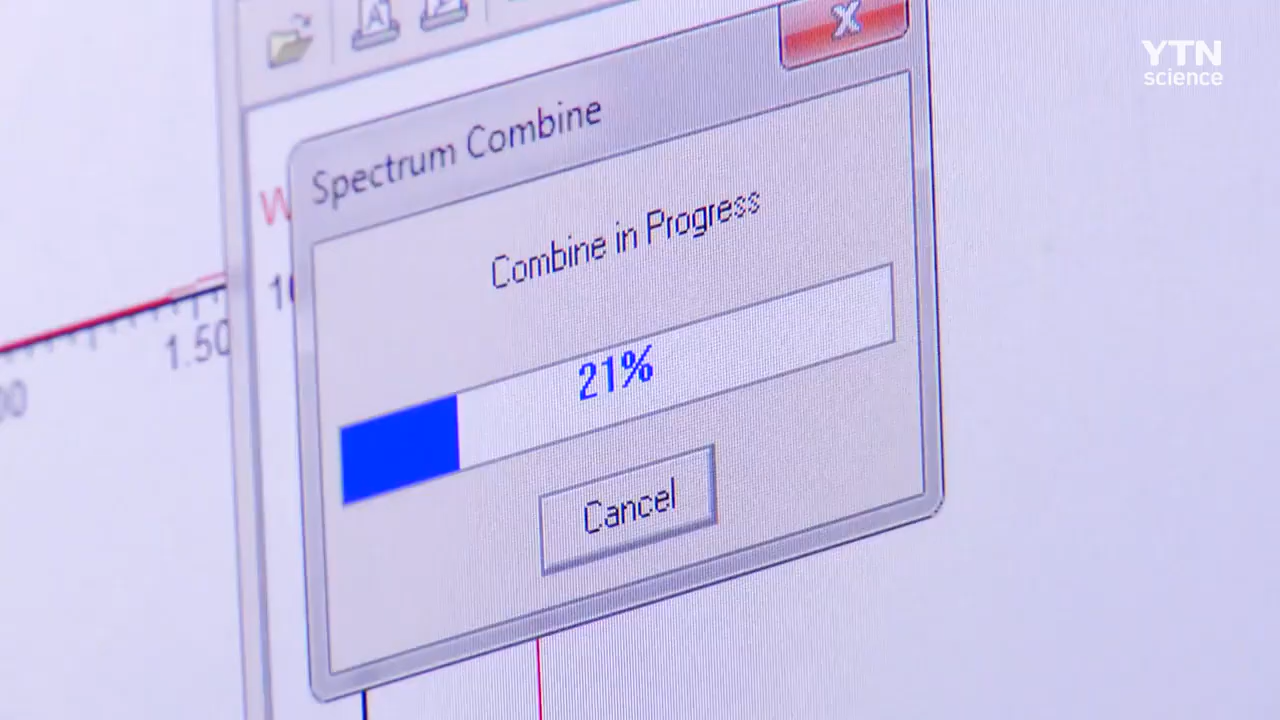 YTN
science
X
Spectrum Combine
Combine in Progress
1.50
21%
Cancel